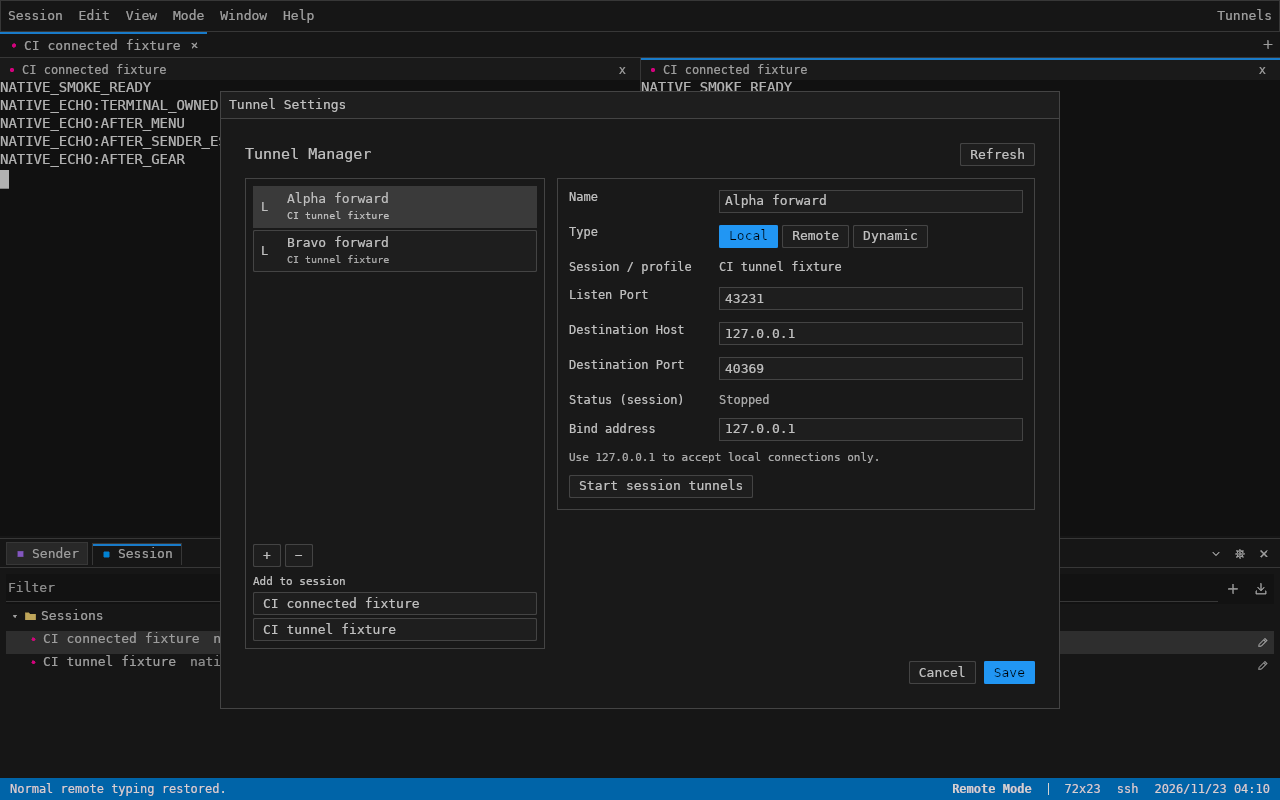 Session Edit View Mode Window Help Tunnels
CI connected fixture × +
CI connected fixture x CI connected fixture x
NATIVE_SMOKE_READY NATIVE_SMOKE_READY
NATIVE_ECHO:TERMINAL_OWNED
NATIVE_ECHO:AFTER_MENU
NATIVE_ECHO:AFTER_SENDER_ES
NATIVE_ECHO:AFTER_GEAR
Tunnel Settings
Tunnel Manager Refresh
L Alpha forward
CI tunnel fixture
L Bravo forward
CI tunnel fixture
+ −
Add to session
CI connected fixture
CI tunnel fixture
Name Alpha forward
Type Local Remote Dynamic
Session / profile CI tunnel fixture
Listen Port 43231
Destination Host 127.0.0.1
Destination Port 40369
Status (session) Stopped
Bind address 127.0.0.1
Use 127.0.0.1 to accept local connections only.
Start session tunnels
Cancel Save
Sender Session
Filter
Sessions
CI connected fixture n
CI tunnel fixture nati
Normal remote typing restored. Remote Mode | 72x23 ssh 2026/11/23 04:10